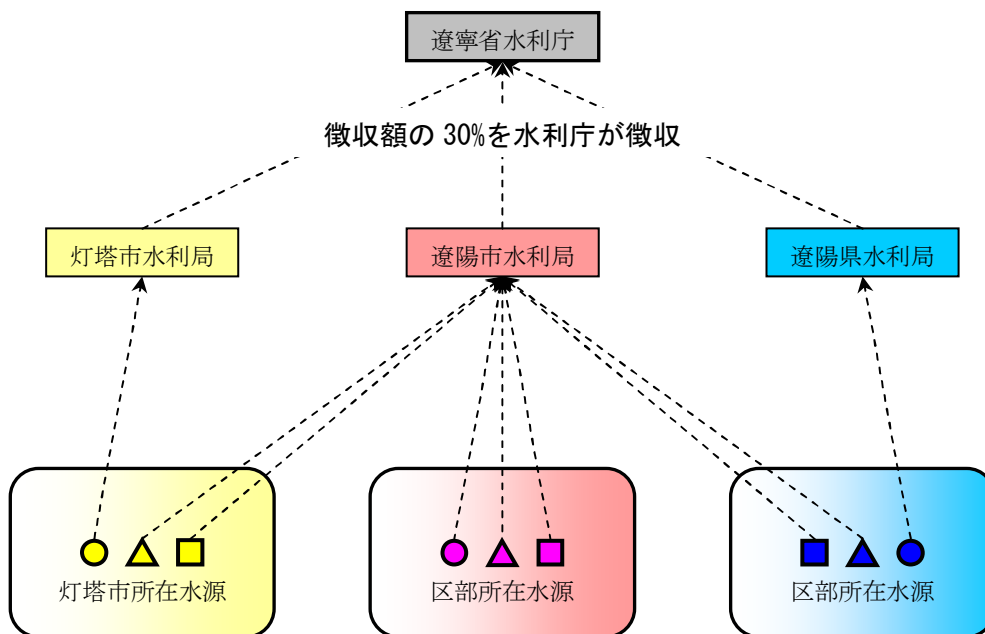 遼寧省水利庁
徴収額の 30%を水利庁が徴収
灯塔市水利局
遼陽市水利局
遼陽県水利局
灯塔市所在水源
区部所在水源
区部所在水源